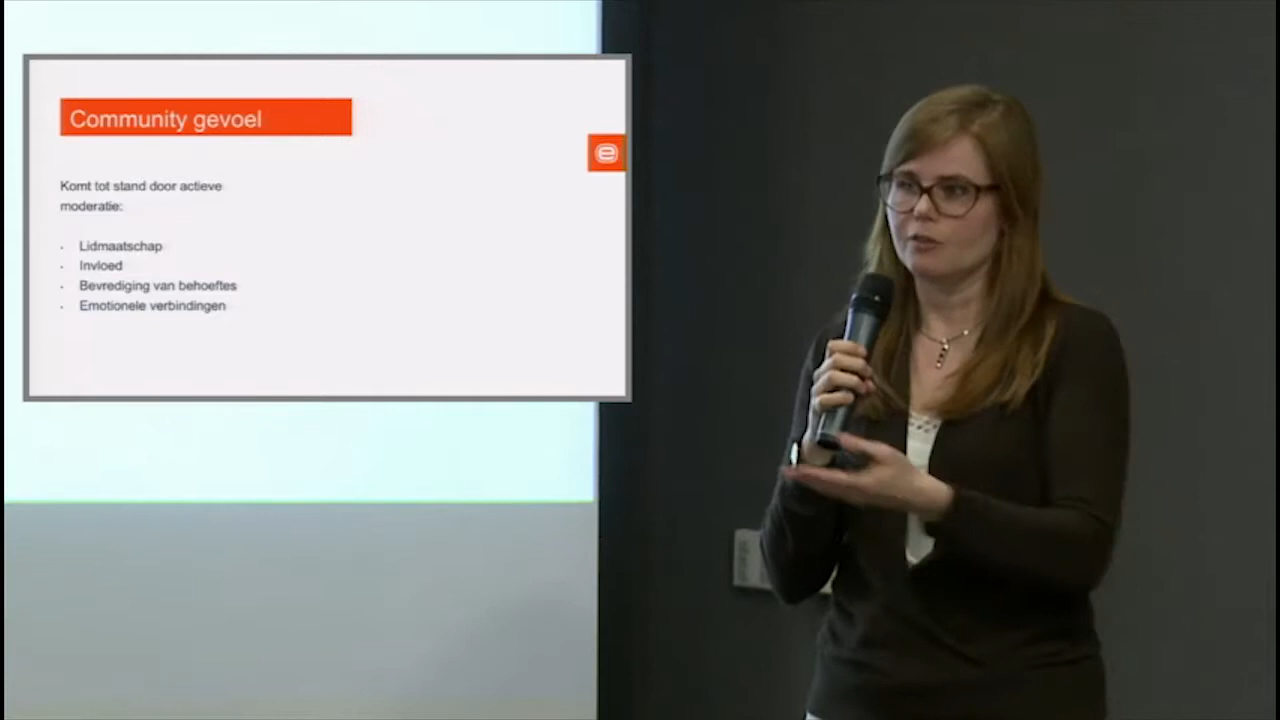 Community gevoel
e
Komt tot stand door actieve
moderatie:
· Lidmaatschap
· Invloed
· Bevrediging van behoeftes
· Emotionele verbindingen